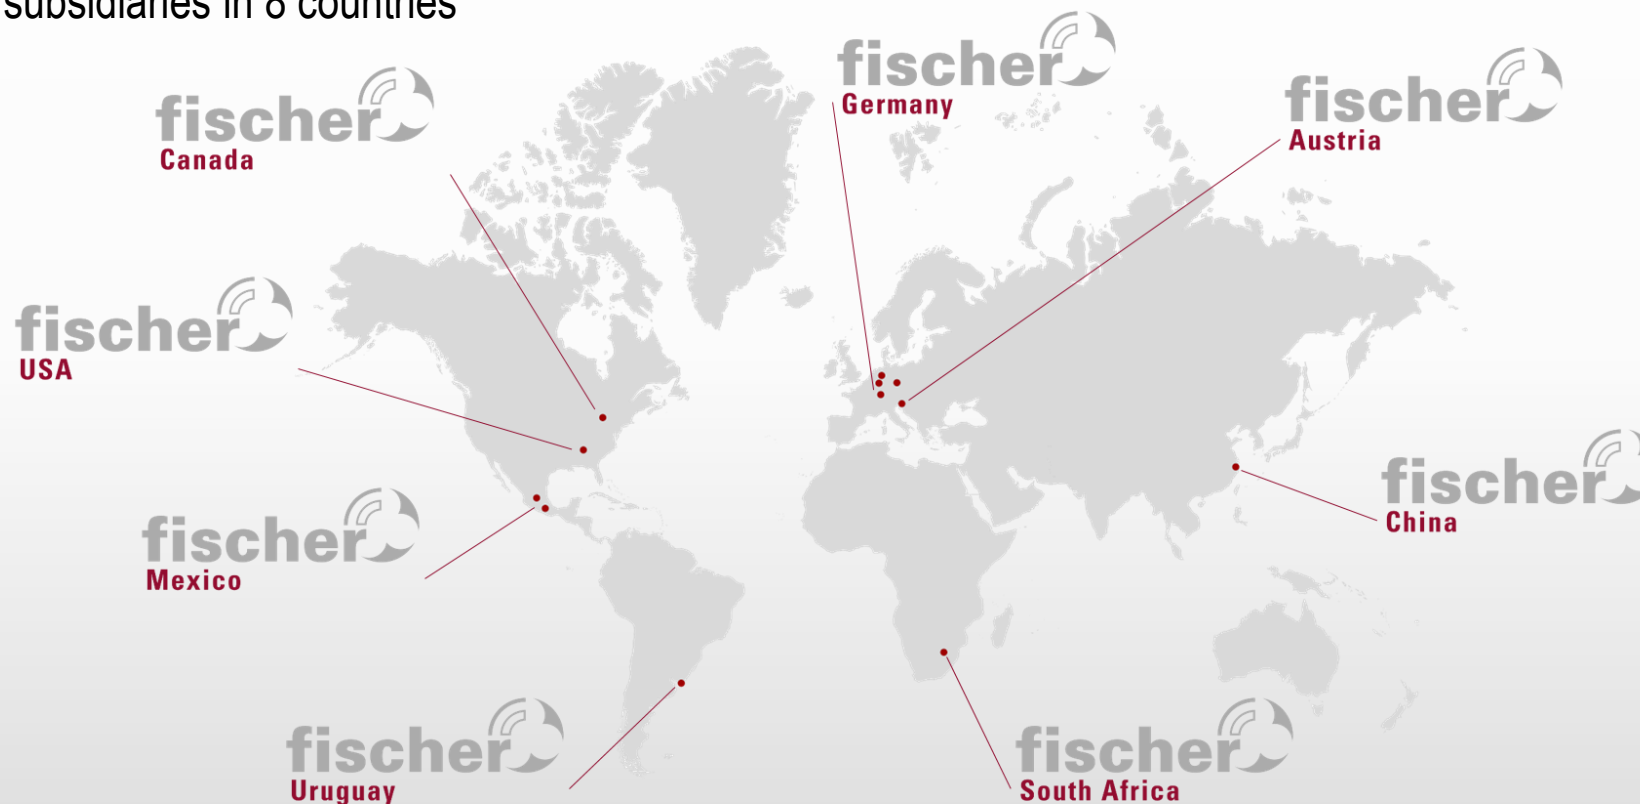 subsidiaries in 8 countries
fischer
Germany
fischer
Austria
fischer
Canada
fischer
USA
fischer
China
fischer
Mexico
fischer
Uruguay
fischer
South Africa